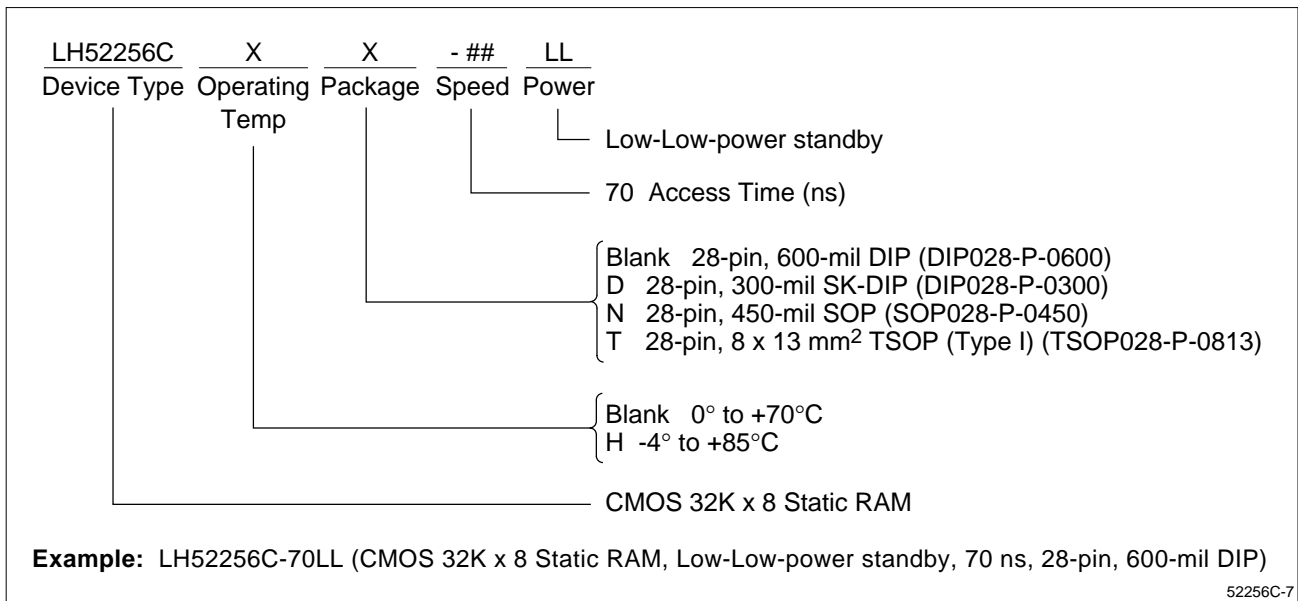 LH52256C X X - ## LL
Device Type Operating Temp Package Speed Power
Low-Low-power standby
70 Access Time (ns)
Blank 28-pin, 600-mil DIP (DIP028-P-0600)
D 28-pin, 300-mil SK-DIP (DIP028-P-0300)
N 28-pin, 450-mil SOP (SOP028-P-0450)
T 28-pin, 8 x 13 mm² TSOP (Type I) (TSOP028-P-0813)
Blank 0° to +70°C
H -4° to +85°C
CMOS 32K x 8 Static RAM
Example: LH52256C-70LL (CMOS 32K x 8 Static RAM, Low-Low-power standby, 70 ns, 28-pin, 600-mil DIP)
52256C-7